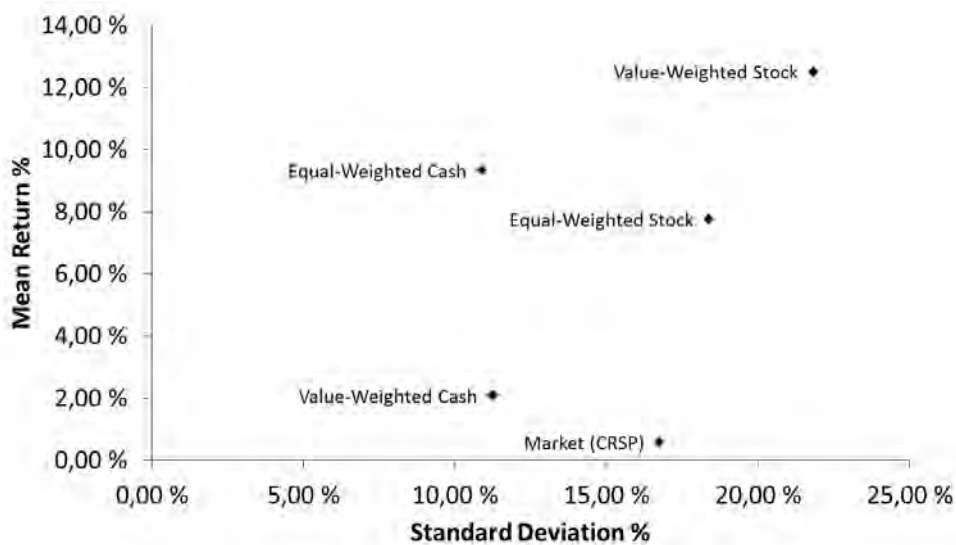 14,00 %
Value-Weighted Stock
12,00 %
10,00 %
Equal-Weighted Cash
8,00 %
Equal-Weighted Stock
6,00 %
4,00 %
Value-Weighted Cash
2,00 %
Market (CRSP)
0,00 %
0,00 % 5,00 % 10,00 % 15,00 % 20,00 % 25,00 %
Standard Deviation %
Mean Return %